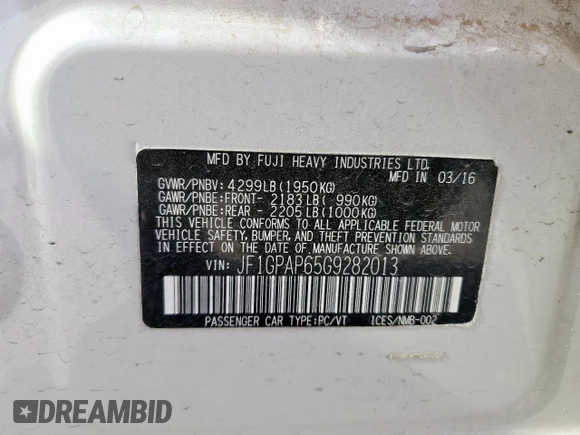 MFD BY FUJI HEAVY INDUSTRIES LTD.
MFD IN 03/16
GVWR/PNBV: 4299LB(1950KG)
GAWR/PNBE:FRONT- 2183LB( 990KG)
GAWR/PNBE:REAR - 2205LB(1000KG)
THIS VEHICLE CONFORMS TO ALL APPLICABLE FEDERAL MOTOR
VEHICLE SAFETY,BUMPER,AND THEFT PREVENTION STANDARDS
IN EFFECT ON THE DATE OF MANUFACTURE SHOWN ABOVE.
VIN: JF1GPAP65G9282013
PASSENGER CAR TYPE:PC/VT ICES/NMB-002
DREAMBID